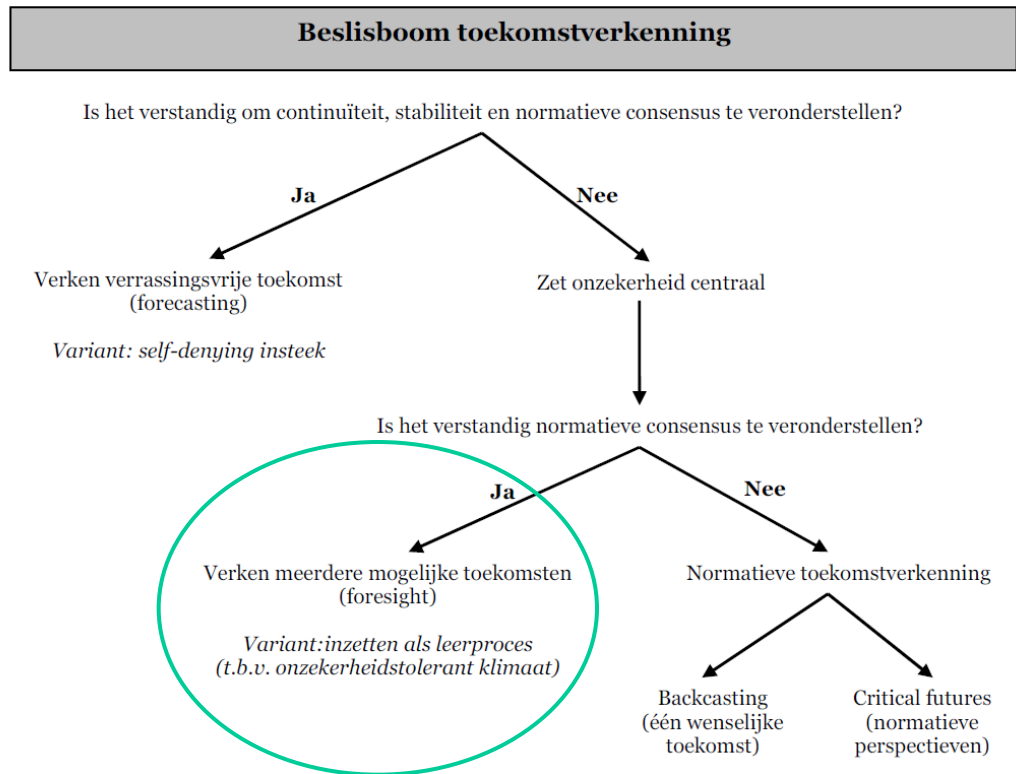 Beslisboom toekomstverkenning
Is het verstandig om continuïteit, stabiliteit en normatieve consensus te veronderstellen?
Ja
Nee
Verken verrassingsvrije toekomst
(forecasting)
Variant: self-denying insteek
Zet onzekerheid centraal
Is het verstandig normatieve consensus te veronderstellen?
Ja
Nee
Verken meerdere mogelijke toekomsten
(foresight)
Variant:inzetten als leerproces
(t.b.v. onzekerheidstolerant klimaat)
Normatieve toekomstverkenning
Backcasting
(één wenselijke
toekomst)
Critical futures
(normatieve
perspectieven)